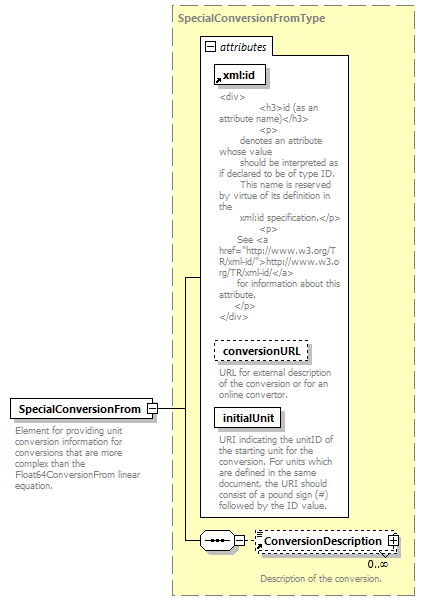 SpecialConversionFromType
attributes
xml:id
<div>
<h3>id (as an
attribute name)</h3>
<p>
denotes an attribute
whose value
should be interpreted as
if declared to be of type ID.
This name is reserved
by virtue of its definition in
the
xml:id specification.</p>
<p>
See <a
href="http://www.w3.org/T
R/xml-id/">http://www.w3.o
rg/TR/xml-id/</a>
for information about this
attribute.
</p>
</div>
conversionURL
URL for external description
of the conversion or for an
online convertor.
SpecialConversionFrom
Element for providing unit
conversion information for
conversions that are more
complex than the
Float64ConversionFrom linear
equation.
initialUnit
URI indicating the unitID of
the starting unit for the
conversion. For units which
are defined in the same
document, the URI should
consist of a pound sign (#)
followed by the ID value.
ConversionDescription
0..∞
Description of the conversion.